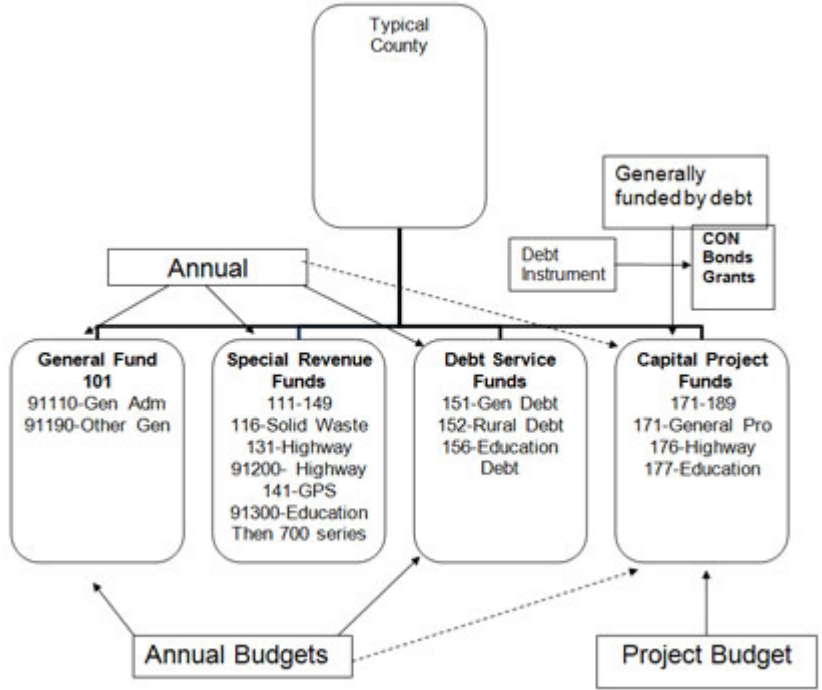 Typical
County
Generally
funded by debt
CON
Bonds
Grants
Debt
Instrument
Annual
General Fund
101
91110-Gen Adm
91190-Other Gen
Special Revenue
Funds
111-149
116-Solid Waste
131-Highway
91200- Highway
141-GPS
91300-Education
Then 700 series
Debt Service
Funds
151-Gen Debt
152-Rural Debt
156-Education
Debt
Capital Project
Funds
171-189
171-General Pro
176-Highway
177-Education
Annual Budgets
Project Budget